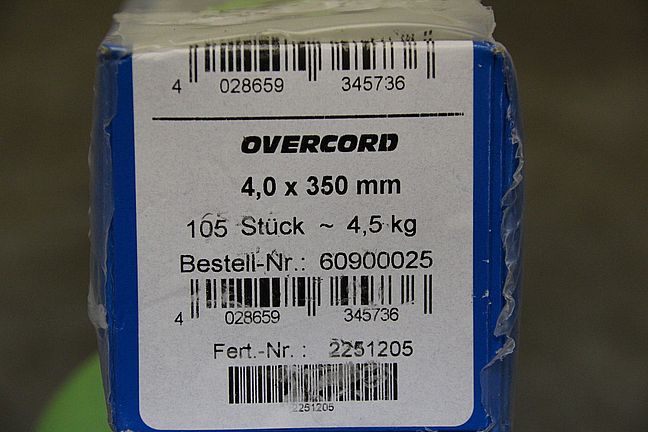 4 028659 345736
OVERCORD
4,0 x 350 mm
105 Stück ~ 4,5 kg
Bestell-Nr.: 60900025
4 028659 345736
Fert.-Nr. : 2251205
2251205